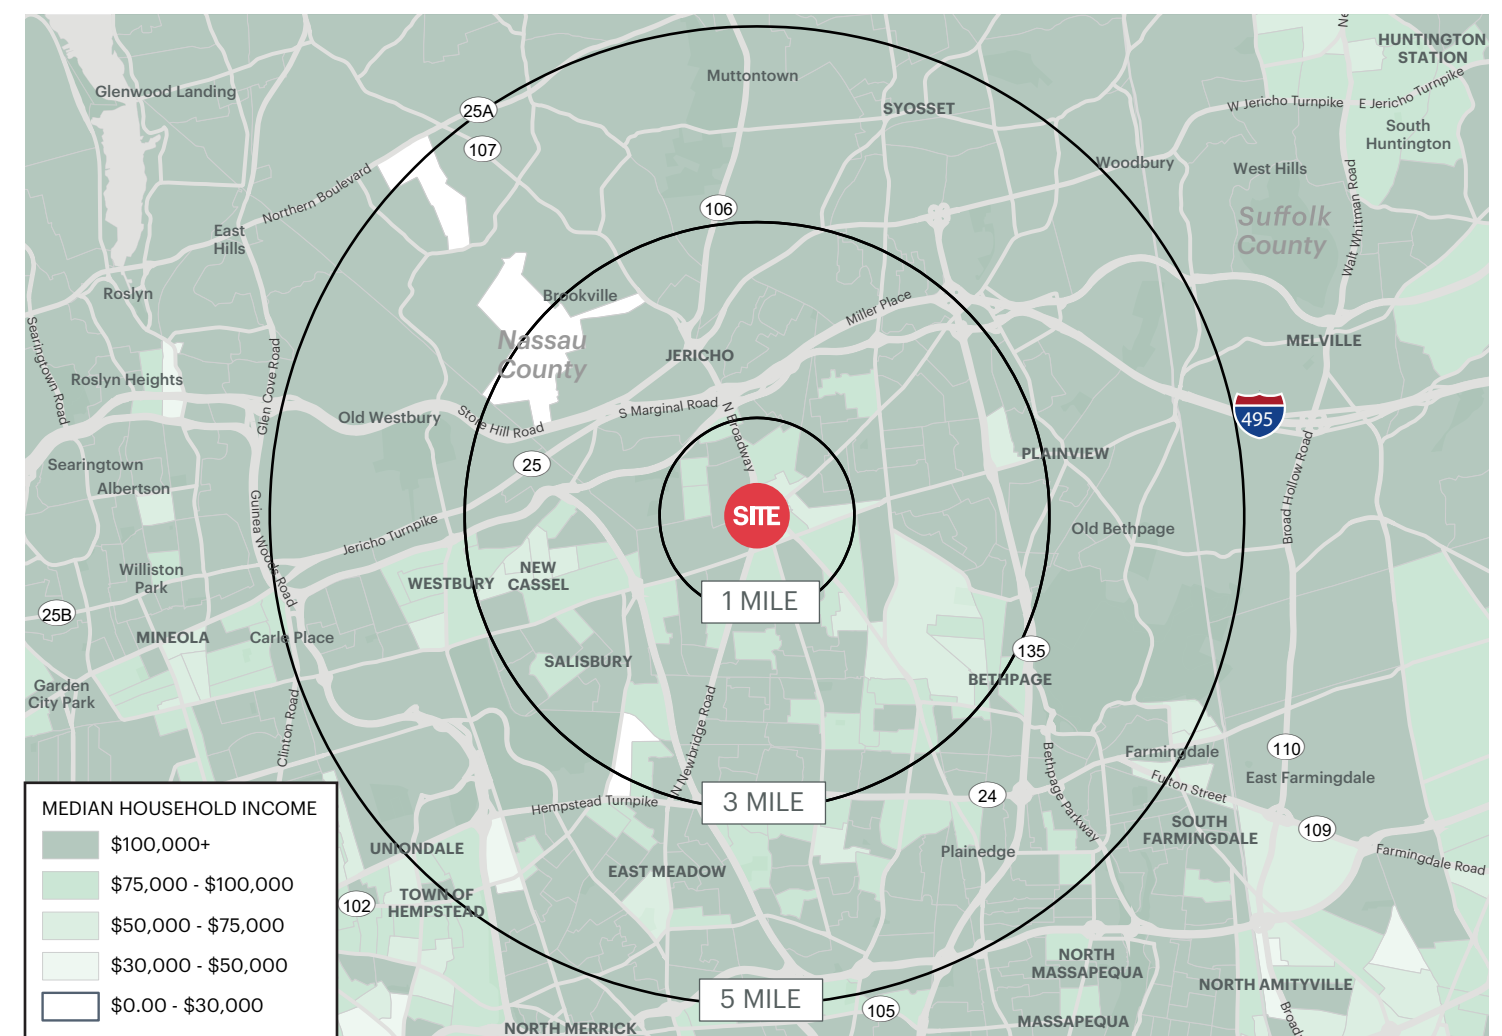 HUNTINGTON
STATION
Glenwood Landing
Muttontown
SYOSSET
25A
107
W Jericho Turnpike
E Jericho Turnpike
South
Huntington
Woodbury
West Hills
Northern Boulevard
106
Suffolk
County
Walt Whitman Road
East
Hills
Roslyn
Brookville
Miller Place
Nassau
County
JERICHO
MELVILLE
Searingtown Road
Roslyn Heights
Glen Cove Road
Old Westbury
Store Hill Road
S Marginal Road
N Broadway
495
PLAINVIEW
Searingtown
Albertson
25
Guinea Woods Road
SITE
Jericho Turnpike
Old Bethpage
Broad Hollow Road
Williston
Park
WESTBURY
NEW
CASSEL
25B
1 MILE
MINEOLA
Carle Place
SALISBURY
135
BETHPAGE
Garden
City Park
Clinton Road
N Newbridge Road
Farmingdale
110
East Farmingdale
Bethpage Parkway
Fulton Street
Hempstead Turnpike
3 MILE
24
SOUTH
FARMINGDALE
109
Farmingdale Road
Plainedge
UNIONDALE
EAST MEADOW
TOWN OF
HEMPSTEAD
102
NORTH
MASSAPEQUA
NORTH AMITYVILLE
5 MILE
105
MASSAPEQUA
NORTH MERRICK
MEDIAN HOUSEHOLD INCOME
$100,000+
$75,000 - $100,000
$50,000 - $75,000
$30,000 - $50,000
$0.00 - $30,000